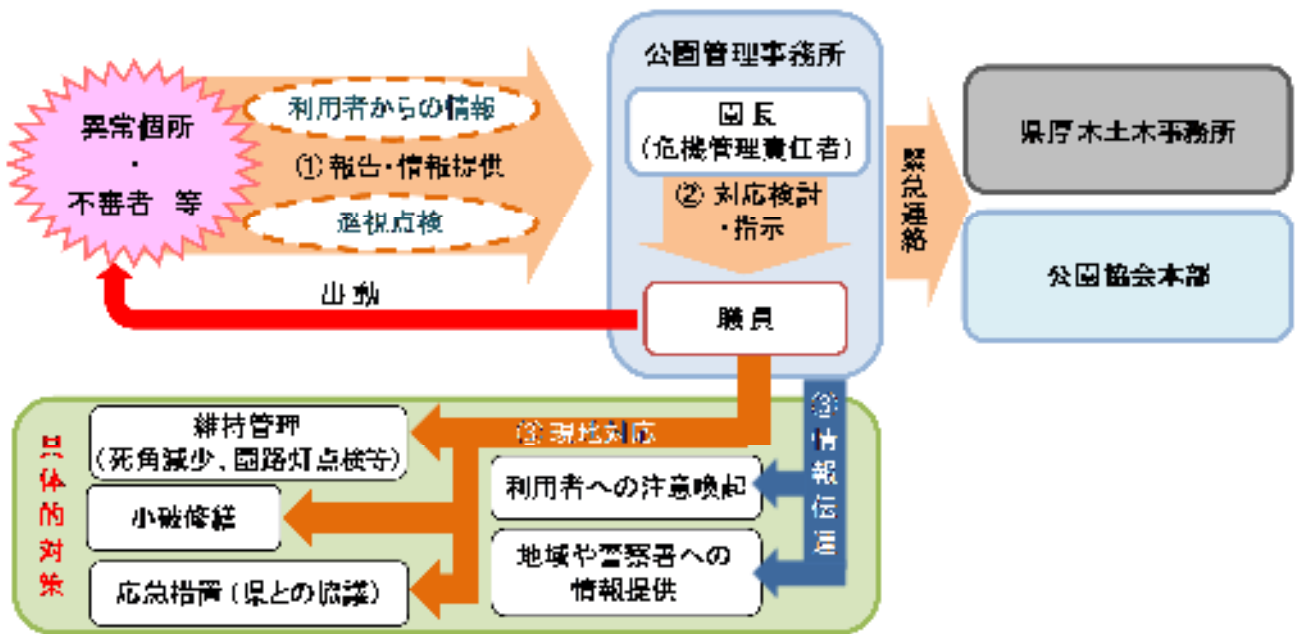 異常個所
・
不審者 等
利用者からの情報
①報告・情報提供
巡視点検
出動
公園管理事務所
園長
(危機管理責任者)
② 対応検討
・指示
職員
緊急連絡
県厚木土木事務所
公園協会本部
具体的対策
維持管理
(死角減少、園路灯点検等)
小破修繕
応急措置(県との協議)
③現地対応
利用者への注意喚起
地域や警察署への
情報提供
③情報伝達